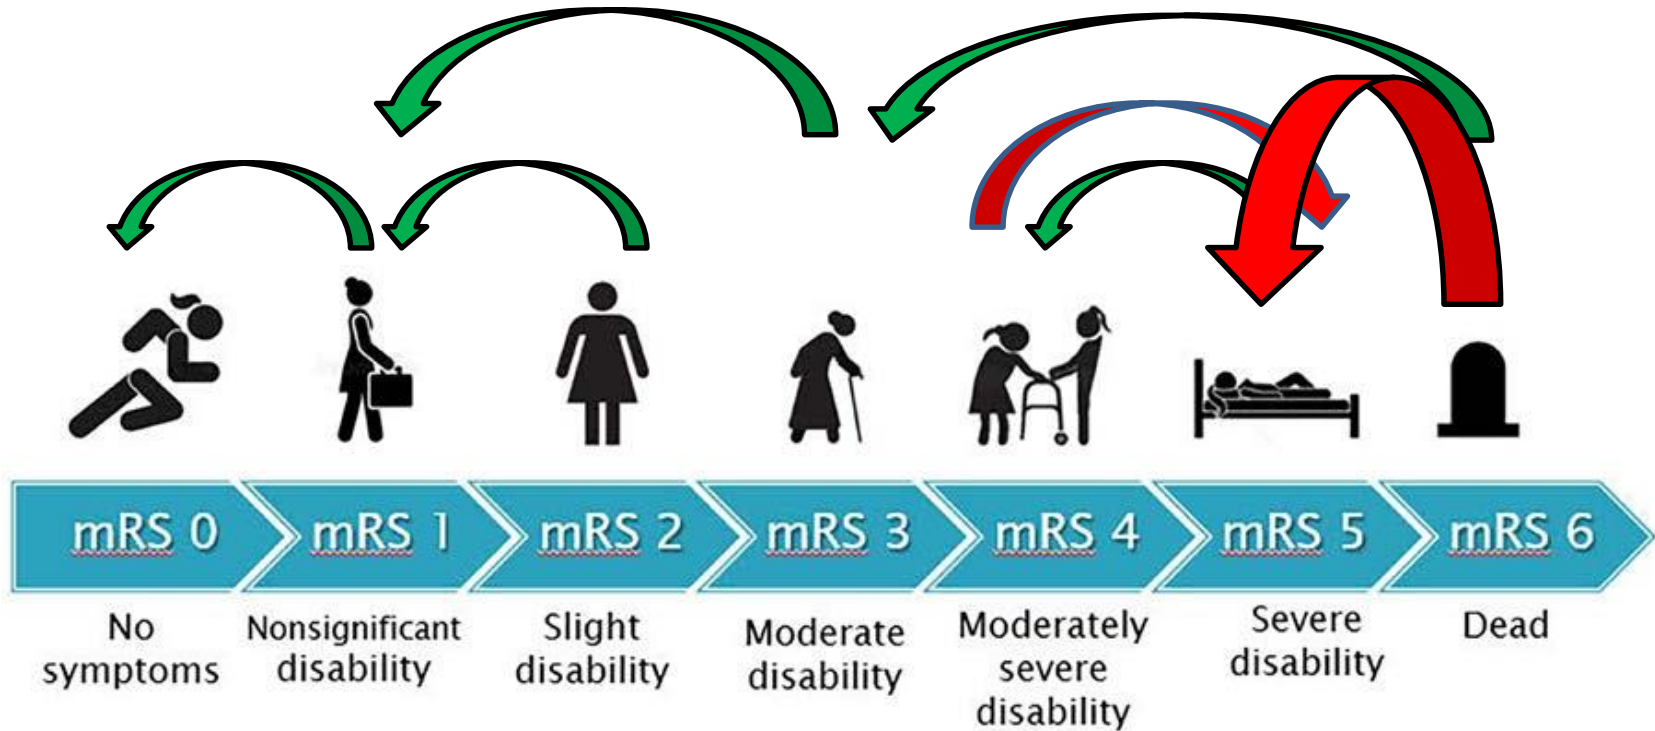 mRS 0
mRS 1
mRS 2
mRS 3
mRS 4
mRS 5
mRS 6
No
symptoms
Nonsignificant
disability
Slight
disability
Moderate
disability
Moderately
severe
disability
Severe
disability
Dead